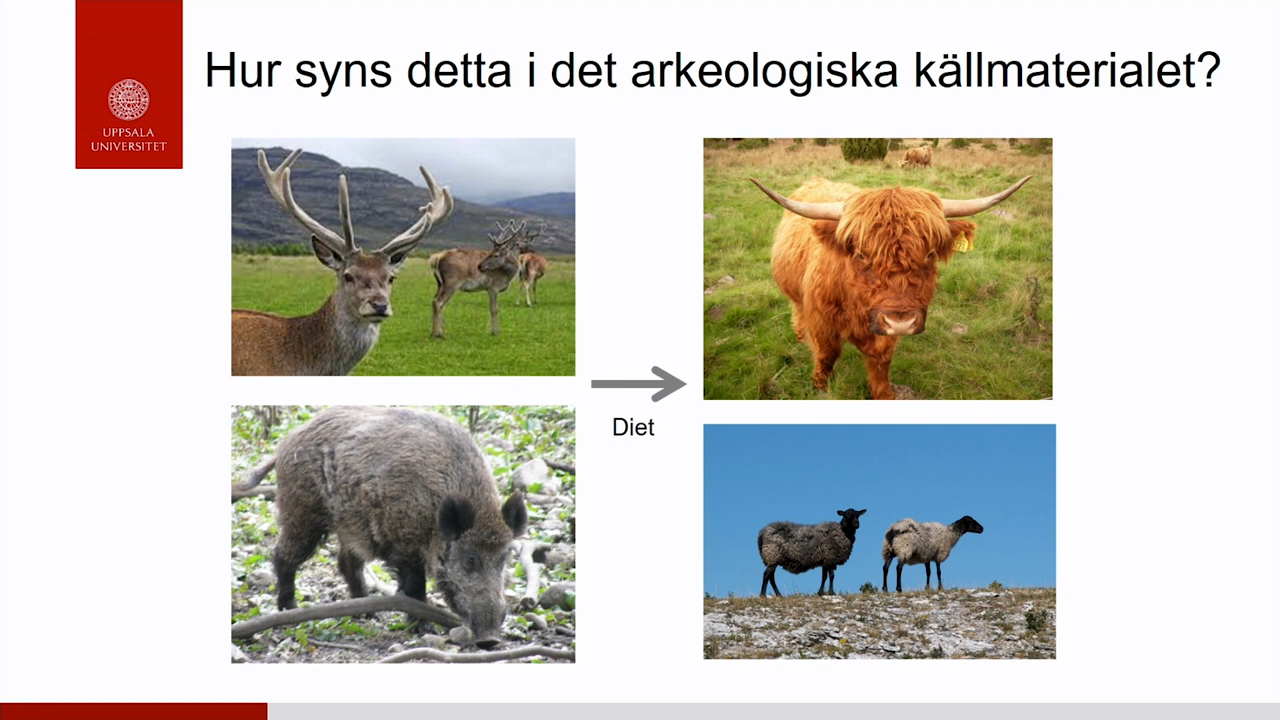 Hur syns detta i det arkeologiska källmaterialet?
UPPSALA
UNIVERSITET
Diet